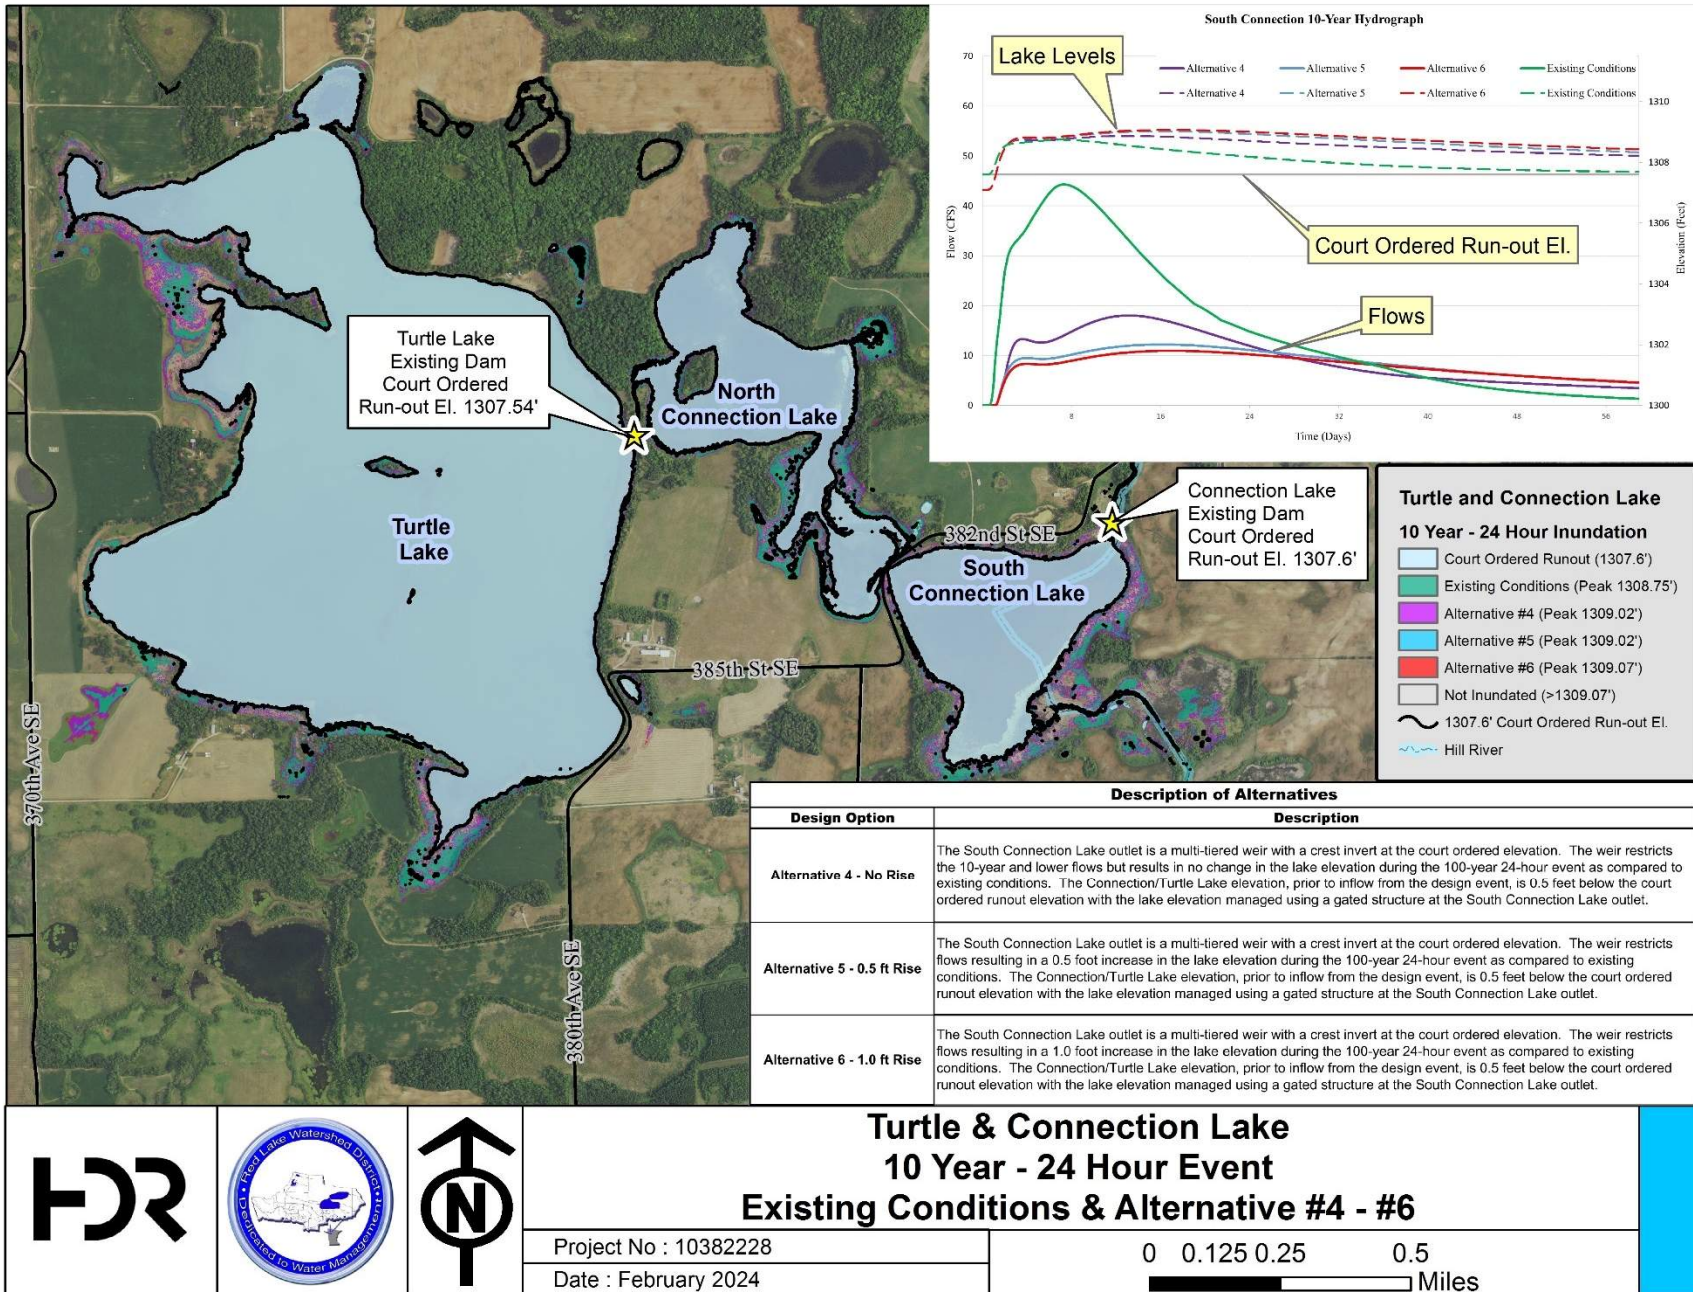 South Connection 10-Year Hydrograph
Lake Levels
Alternative 4
Alternative 5
Alternative 6
Existing Conditions
Alternative 4
Alternative 5
Alternative 6
Existing Conditions
70
60
50
40
30
20
10
0
Flow (CFS)
1310
1308
1306
1304
1302
1300
Elevation (Feet)
8
16
24
32
40
48
56
Time (Days)
Court Ordered Run-out El.
Flows
Turtle Lake
Existing Dam
Court Ordered
Run-out El. 1307.54'
North
Connection Lake
Turtle
Lake
382nd St SE
South
Connection Lake
385th St SE
370th Ave SE
380th Ave SE
Connection Lake
Existing Dam
Court Ordered
Run-out El. 1307.6'
Turtle and Connection Lake
10 Year - 24 Hour Inundation
Court Ordered Runout (1307.6')
Existing Conditions (Peak 1308.75')
Alternative #4 (Peak 1309.02')
Alternative #5 (Peak 1309.02')
Alternative #6 (Peak 1309.07')
Not Inundated (>1309.07')
1307.6' Court Ordered Run-out El.
Hill River
Description of Alternatives
Design Option
Description
Alternative 4 - No Rise
The South Connection Lake outlet is a multi-tiered weir with a crest invert at the court ordered elevation. The weir restricts
the 10-year and lower flows but results in no change in the lake elevation during the 100-year 24-hour event as compared to
existing conditions. The Connection/Turtle Lake elevation, prior to inflow from the design event, is 0.5 feet below the court
ordered runout elevation with the lake elevation managed using a gated structure at the South Connection Lake outlet.
Alternative 5 - 0.5 ft Rise
The South Connection Lake outlet is a multi-tiered weir with a crest invert at the court ordered elevation. The weir restricts
flows resulting in a 0.5 foot increase in the lake elevation during the 100-year 24-hour event as compared to existing
conditions. The Connection/Turtle Lake elevation, prior to inflow from the design event, is 0.5 feet below the court ordered
runout elevation with the lake elevation managed using a gated structure at the South Connection Lake outlet.
Alternative 6 - 1.0 ft Rise
The South Connection Lake outlet is a multi-tiered weir with a crest invert at the court ordered elevation. The weir restricts
flows resulting in a 1.0 foot increase in the lake elevation during the 100-year 24-hour event as compared to existing
conditions. The Connection/Turtle Lake elevation, prior to inflow from the design event, is 0.5 feet below the court ordered
runout elevation with the lake elevation managed using a gated structure at the South Connection Lake outlet.
HDR
Red Lake Watershed District
Dedicated to Water Management
N
Turtle & Connection Lake
10 Year - 24 Hour Event
Existing Conditions & Alternative #4 - #6
Project No : 10382228
Date : February 2024
0 0.125 0.25 0.5
Miles